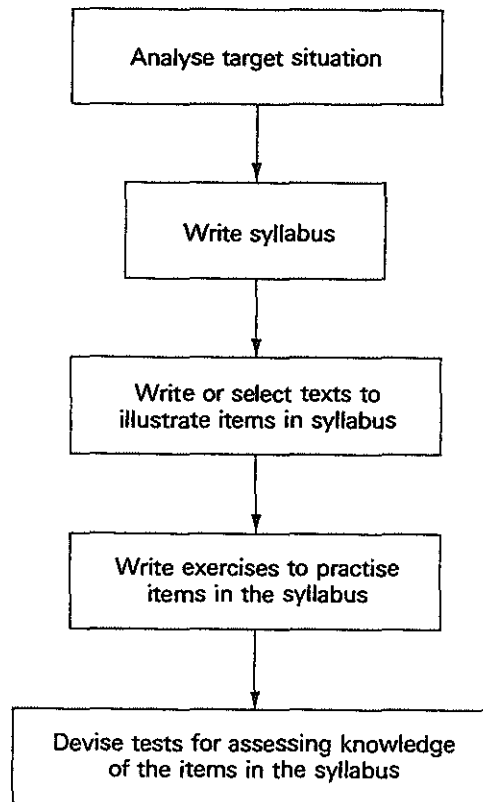 Analyse target situation
Write syllabus
Write or select texts to
illustrate items in syllabus
Write exercises to practise
items in the syllabus
Devise tests for assessing knowledge
of the items in the syllabus